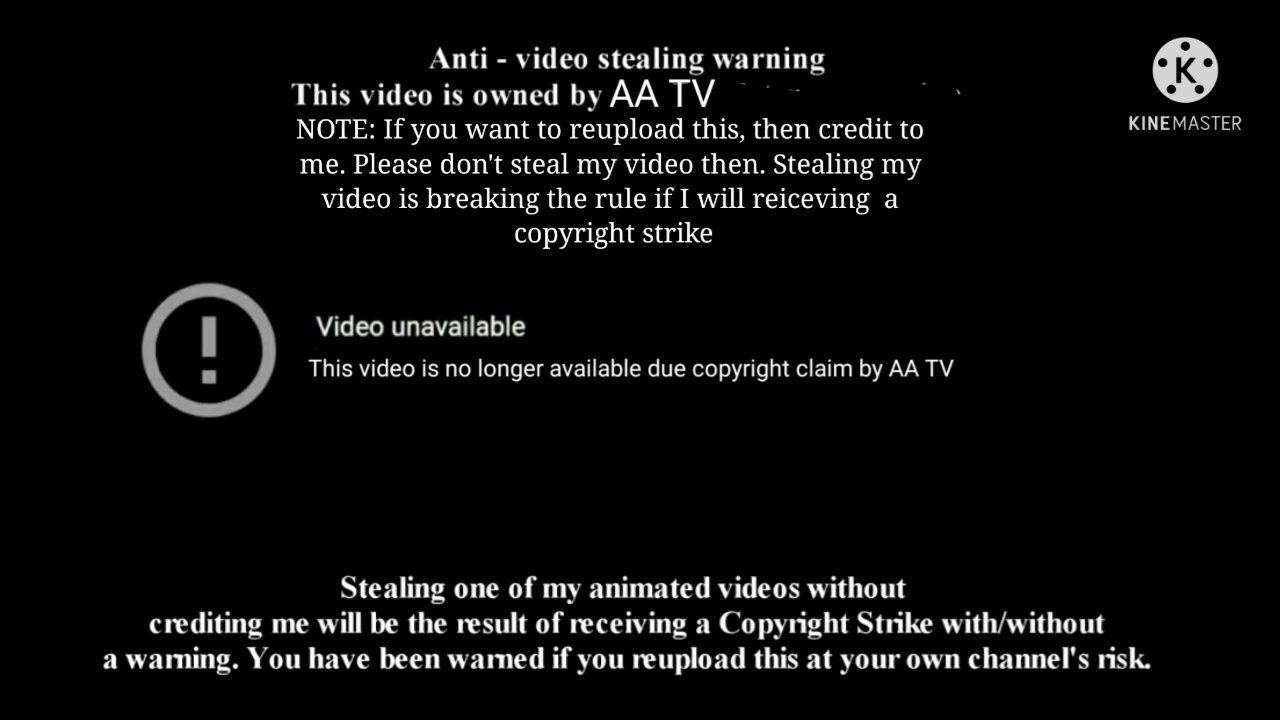 Anti - video stealing warning
This video is owned by AA TV
NOTE: If you want to reupload this, then credit to
me. Please don't steal my video then. Stealing my
video is breaking the rule if I will reiceving a
copyright strike
KINEMASTER
Video unavailable
This video is no longer available due copyright claim by AA TV
Stealing one of my animated videos without
crediting me will be the result of receiving a Copyright Strike with/without
a warning. You have been warned if you reupload this at your own channel's risk.